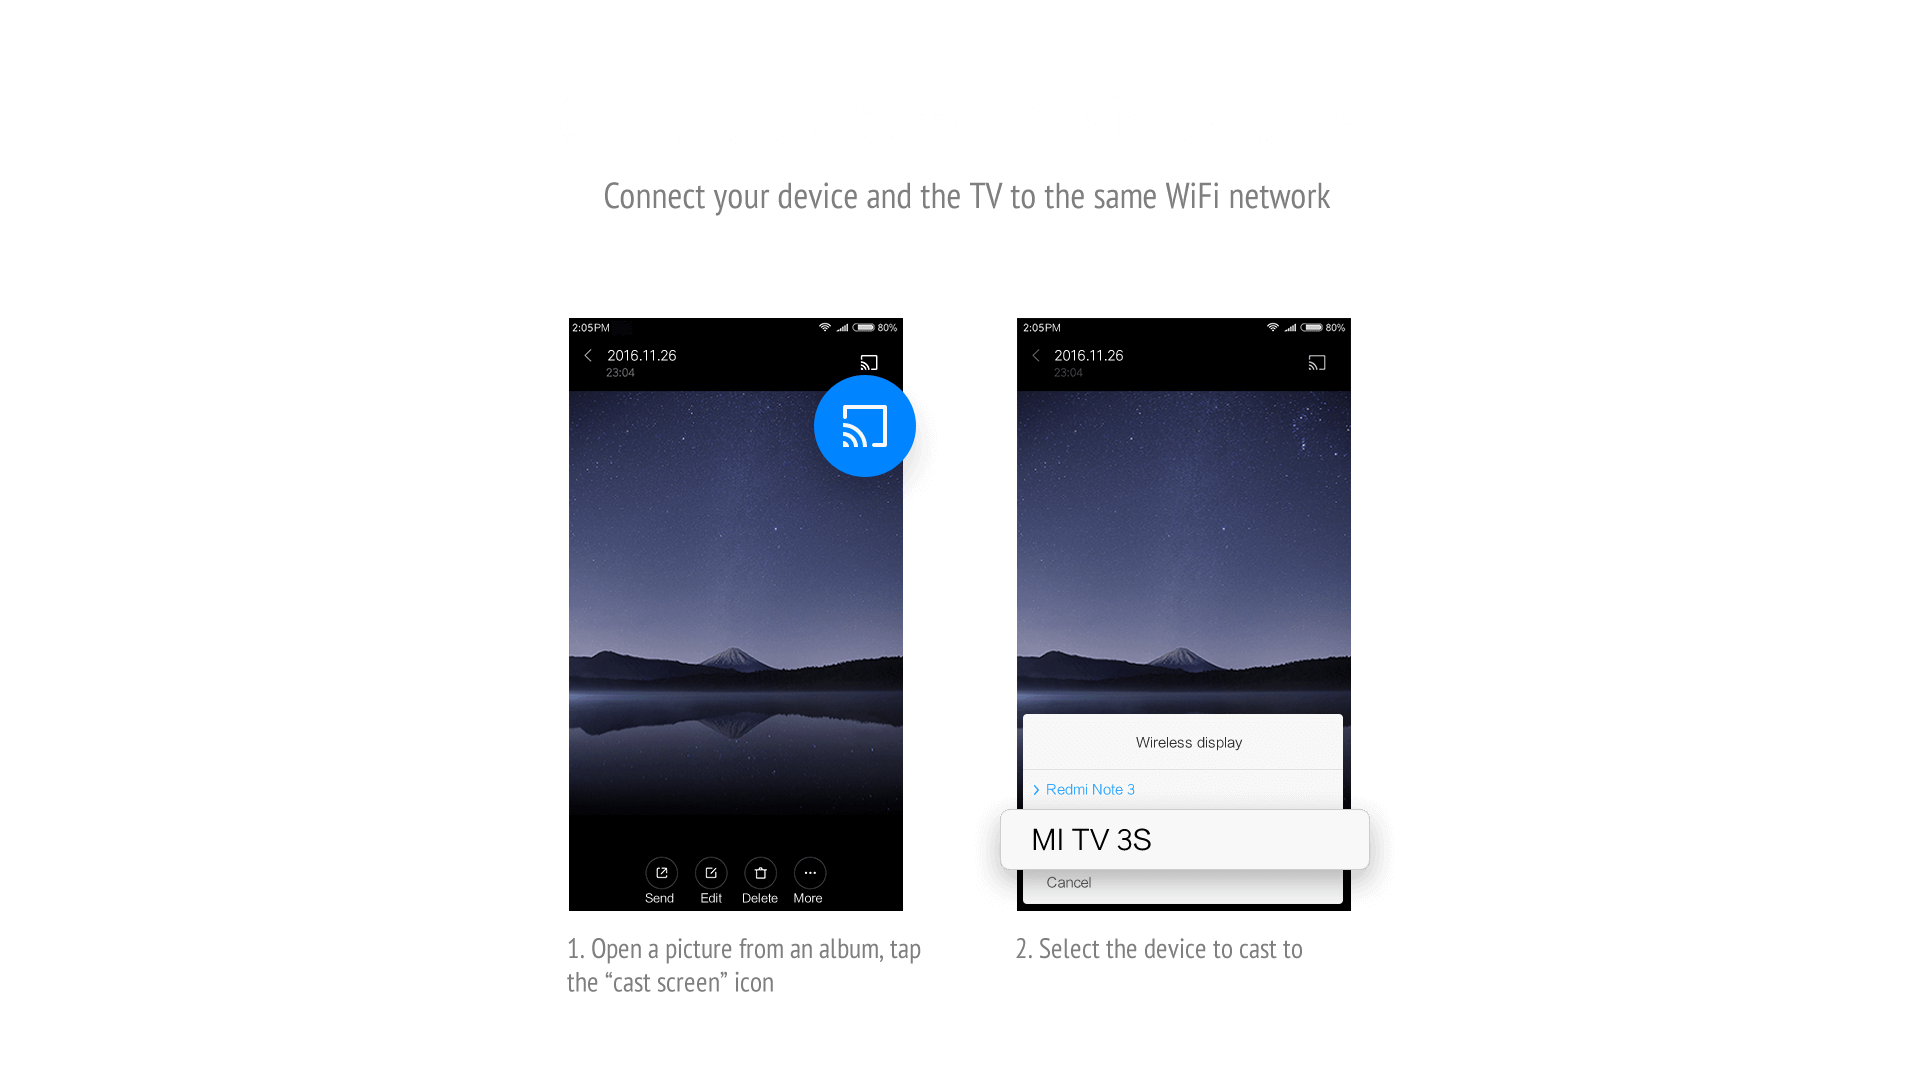 Connect your device and the TV to the same WiFi network
2:05PM
80%
2016.11.26
23:04
Send
Edit
Delete
More
1. Open a picture from an album, tap
the “cast screen” icon
2:05PM
80%
2016.11.26
23:04
Wireless display
Redmi Note 3
MI TV 3S
Cancel
2. Select the device to cast to